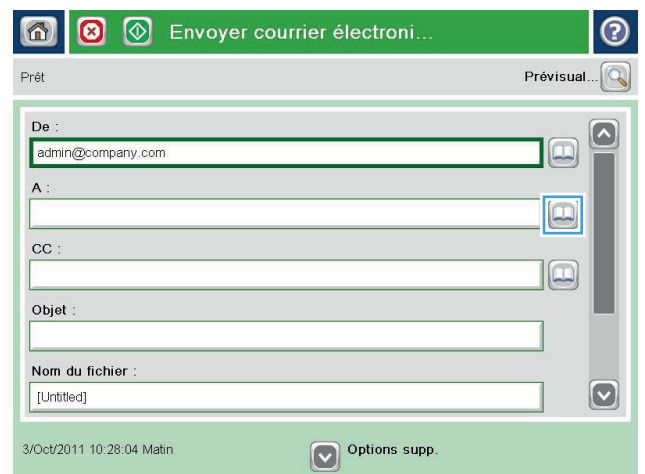 Envoyer courrier électroni...
Prêt
Prévisual...
De :
admin@company.com
A :
CC :
Objet :
Nom du fichier :
[Untitled]
3/Oct/2011 10:28:04 Matin
Options supp.